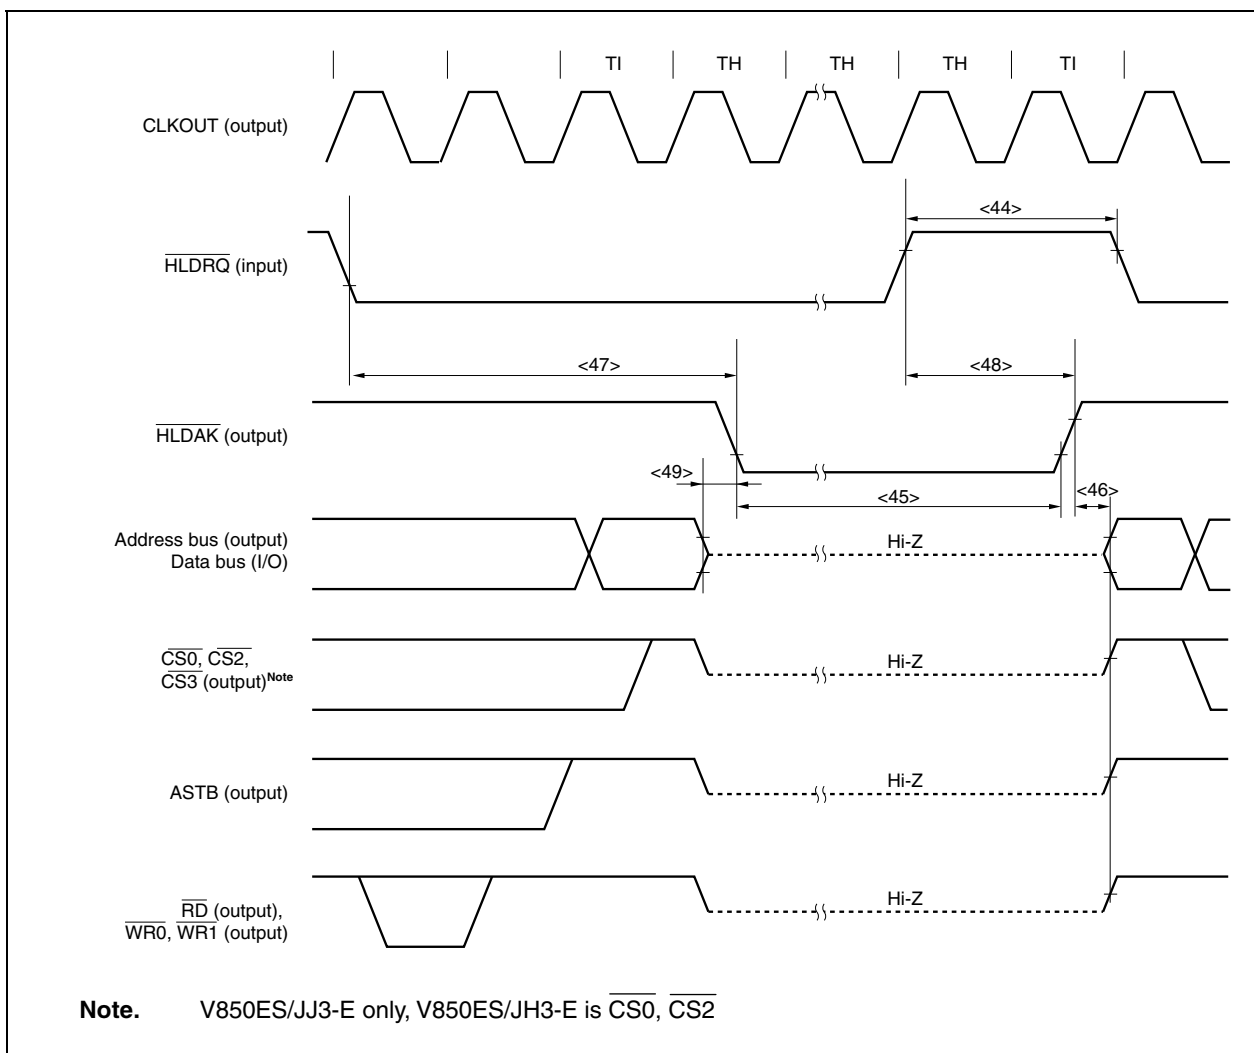 TI TH TH TH TI
CLKOUT (output)
<44>
HLDRQ (input)
<47> <48>
HLDAK (output)
<49> <45> <46>
Address bus (output)
Data bus (I/O)
Hi-Z
CS0, CS2,
CS3 (output)Note
Hi-Z
ASTB (output)
Hi-Z
RD (output),
WR0, WR1 (output)
Hi-Z
Note. V850ES/JJ3-E only, V850ES/JH3-E is CS0, CS2